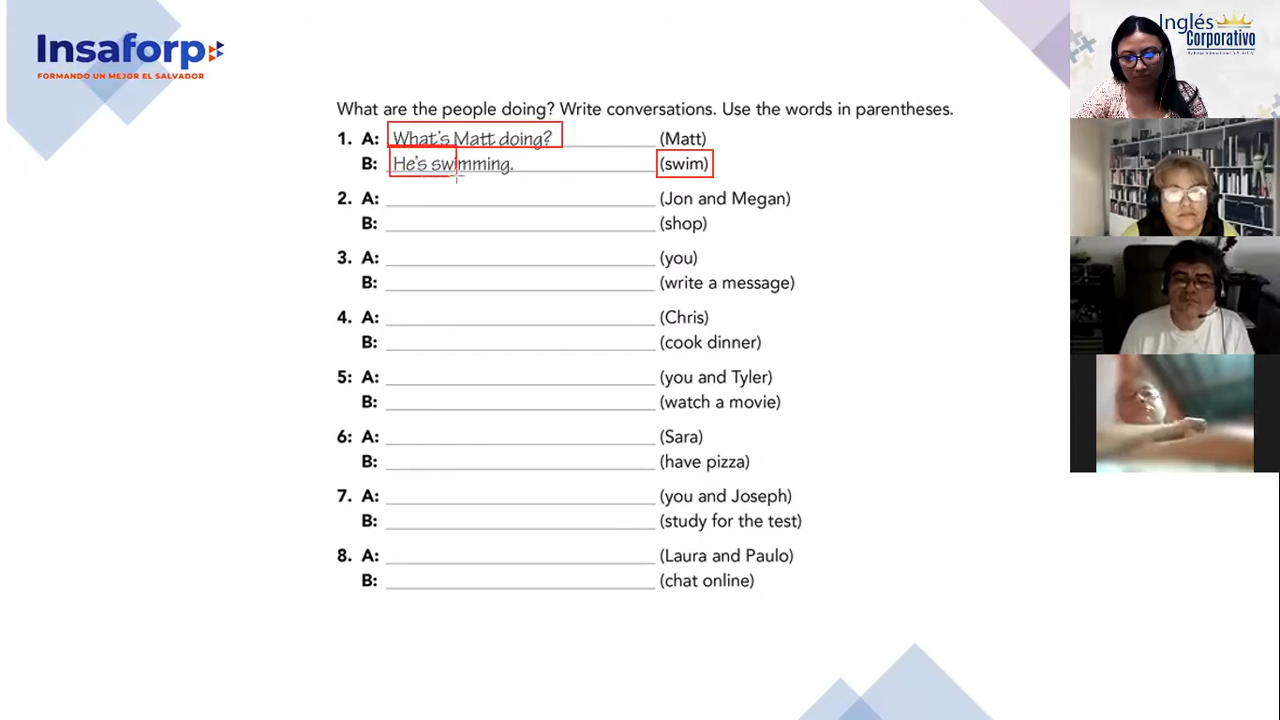 Insaforp
FORMANDO UN MEJOR EL SALVADOR
Inglés
Corporativo
What are the people doing? Write conversations. Use the words in parentheses.
1. A: What's Matt doing? (Matt)
B: He's swimming. (swim)
2. A: (Jon and Megan)
B: (shop)
3. A: (you)
B: (write a message)
4. A: (Chris)
B: (cook dinner)
5: A: (you and Tyler)
B: (watch a movie)
6: A: (Sara)
B: (have pizza)
7. A: (you and Joseph)
B: (study for the test)
8. A: (Laura and Paulo)
B: (chat online)